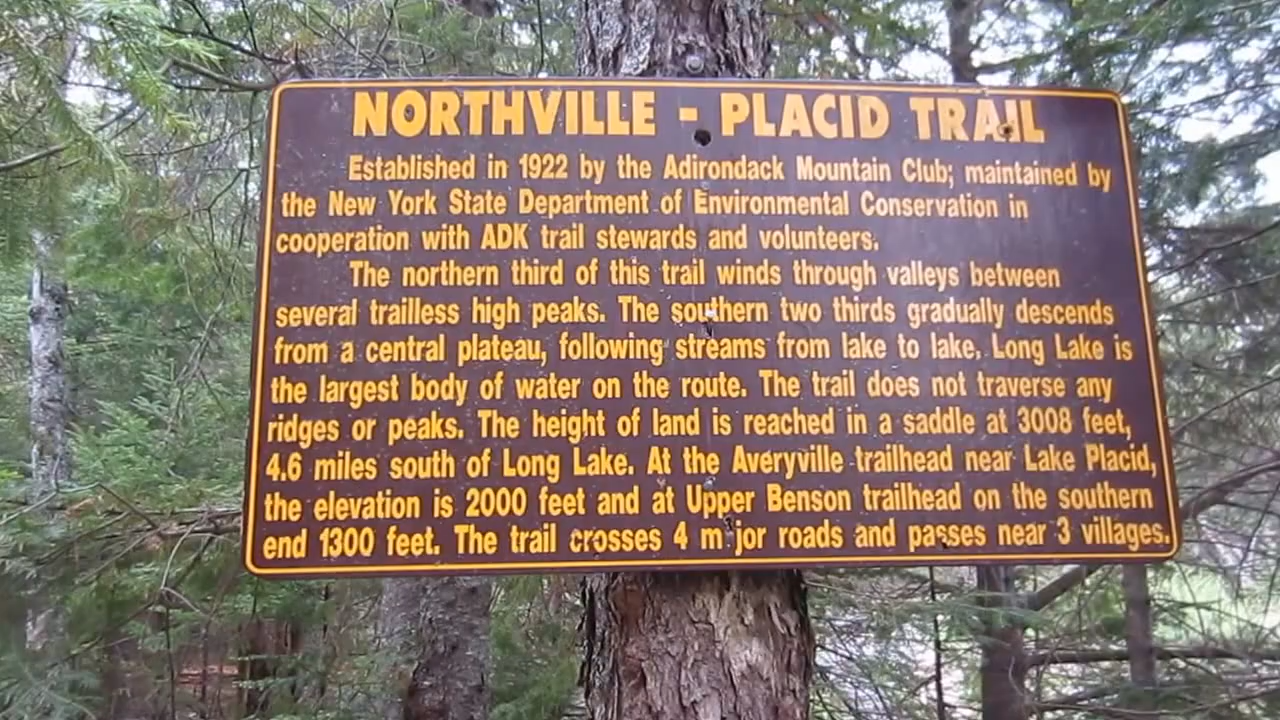 NORTHVILLE - PLACID TRAIL
Established in 1922 by the Adirondack Mountain Club; maintained by
the New York State Department of Environmental Conservation in
cooperation with ADK trail stewards and volunteers.
The northern third of this trail winds through valleys between
several trailless high peaks. The southern two thirds gradually descends
from a central plateau, following streams from lake to lake. Long Lake is
the largest body of water on the route. The trail does not traverse any
ridges or peaks. The height of land is reached in a saddle at 3008 feet,
4.6 miles south of Long Lake. At the Averyville trailhead near Lake Placid,
the elevation is 2000 feet and at Upper Benson trailhead on the southern
end 1300 feet. The trail crosses 4 m jor roads and passes near 3 villages.